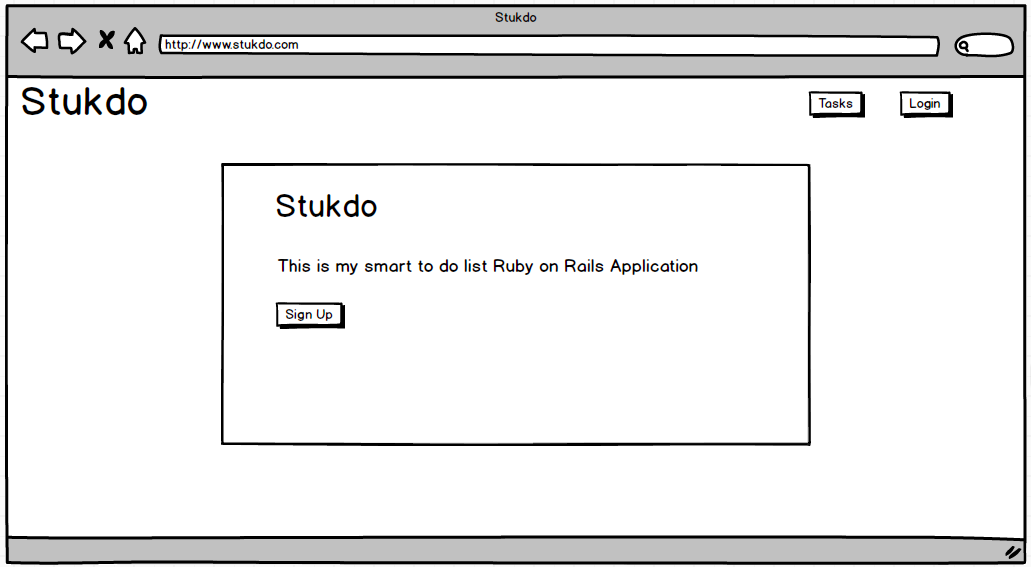 Stukdo
http://www.stukdo.com
Stukdo
Tasks
Login
Stukdo
This is my smart to do list Ruby on Rails Application
Sign Up